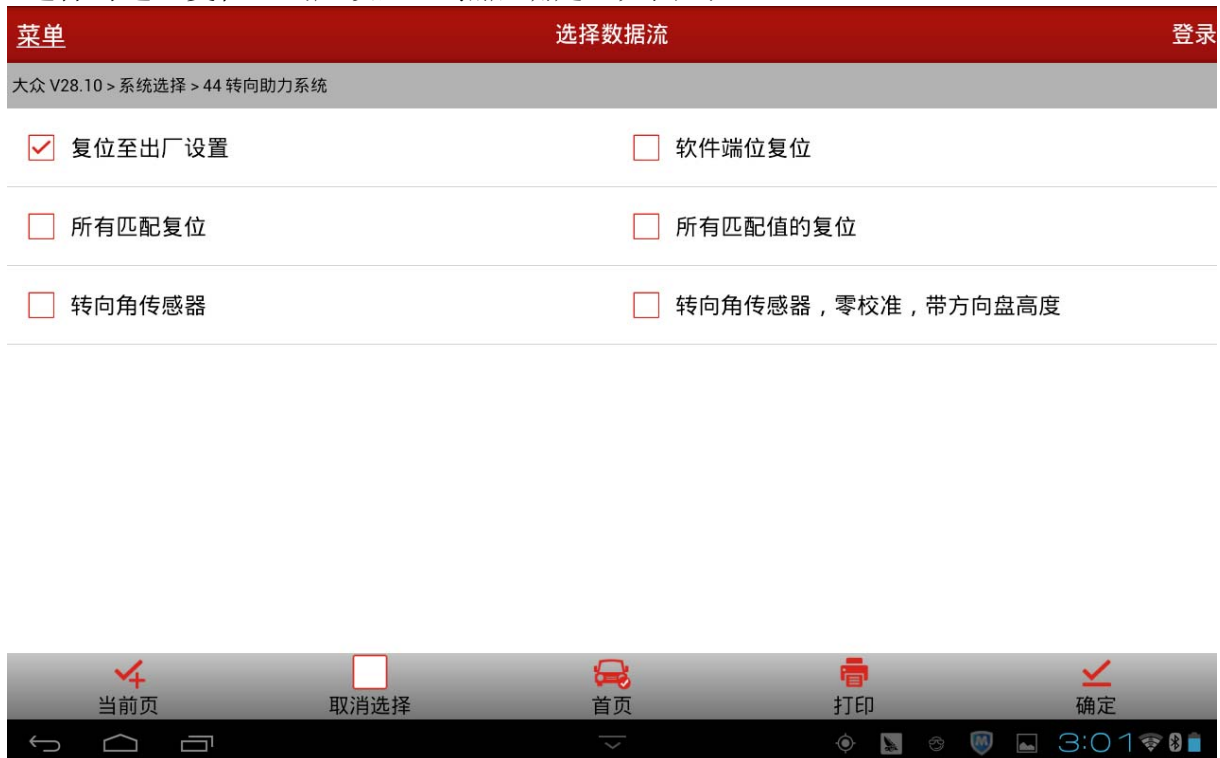 菜单 选择数据流 登录
大众 V28.10 > 系统选择 > 44 转向助力系统
复位至出厂设置 软件端位复位
所有匹配复位 所有匹配值的复位
转向角传感器 转向角传感器，零校准，带方向盘高度
当前页 取消选择 首页 打印 确定
3:01